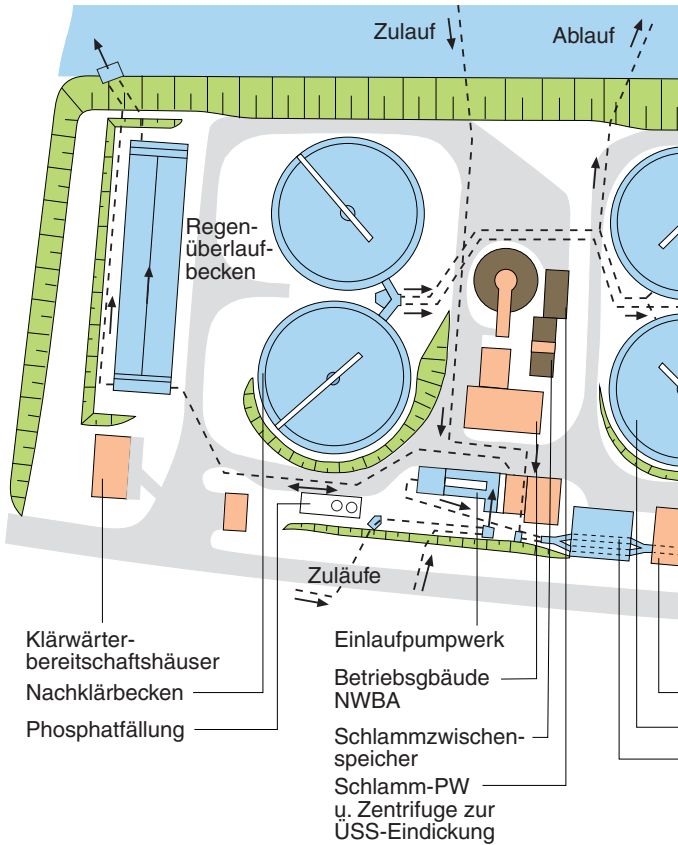 Zulauf
Ablauf
Regen-
überlauf-
becken
Zuläufe
Klärwärter-
bereitschaftshäuser
Nachklärbecken
Phosphatfällung
Einlaufpumpwerk
Betriebsgbäude
NWBA
Schlammzwischen-
speicher
Schlamm-PW
u. Zentrifuge zur
ÜSS-Eindickung